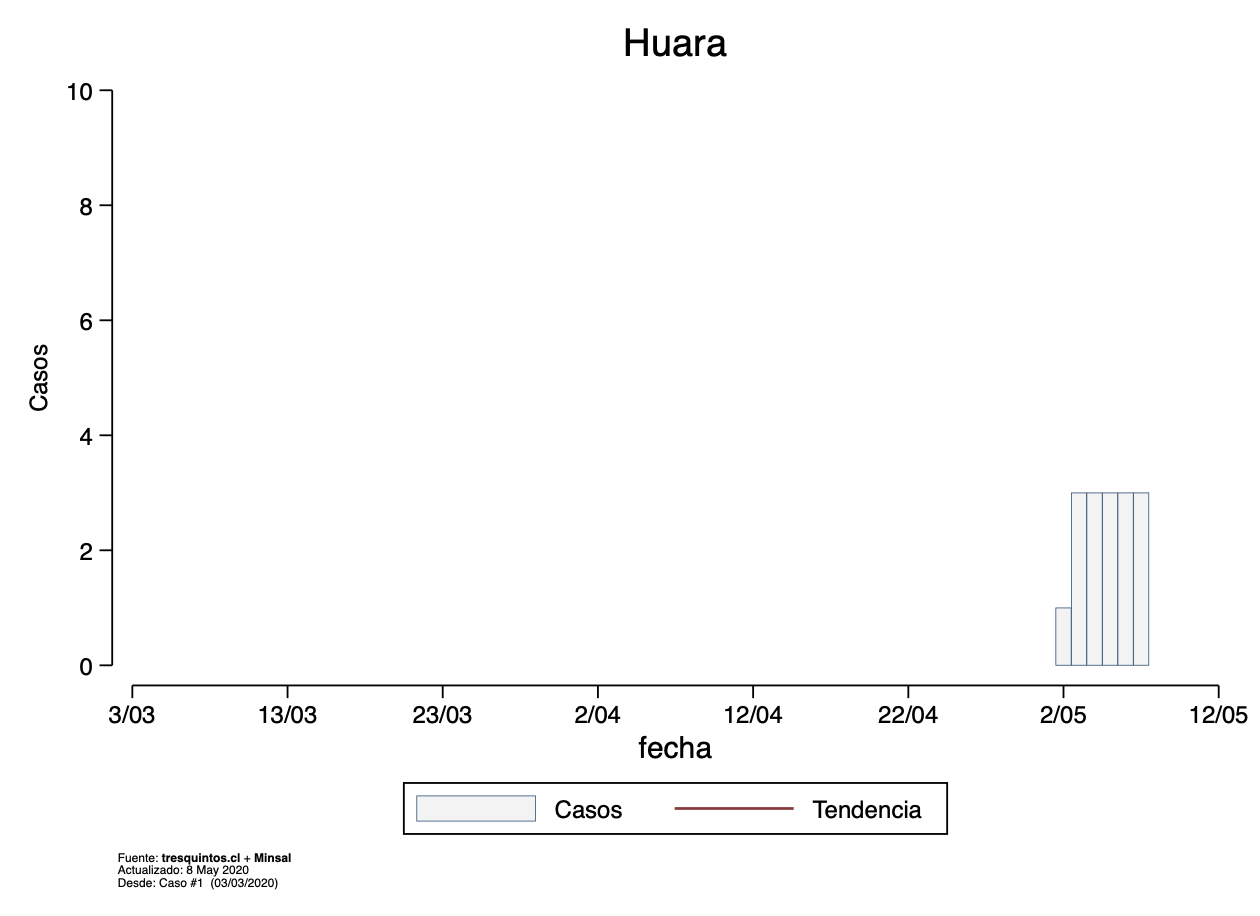 Huara
10
8
6
4
2
0
Casos
3/03 13/03 23/03 2/04 12/04 22/04 2/05 12/05
fecha
Casos Tendencia
Fuente: tresquintos.cl + Minsal
Actualizado: 8 May 2020
Desde: Caso #1 (03/03/2020)